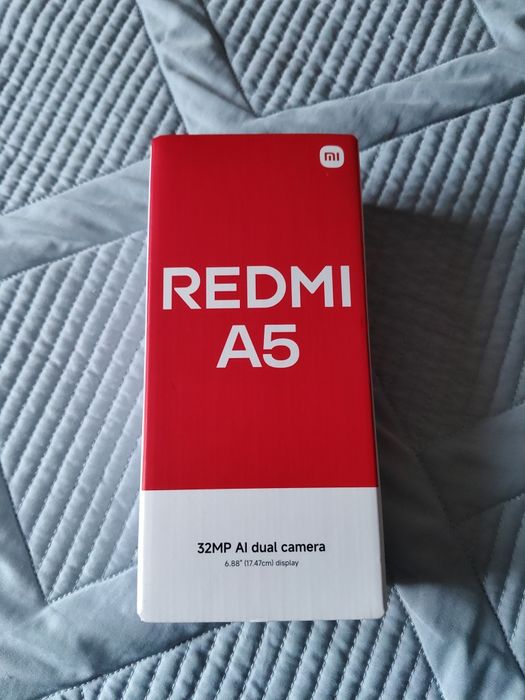 mi
REDMI
A5
32MP AI dual camera
6.88" (17.47cm) display